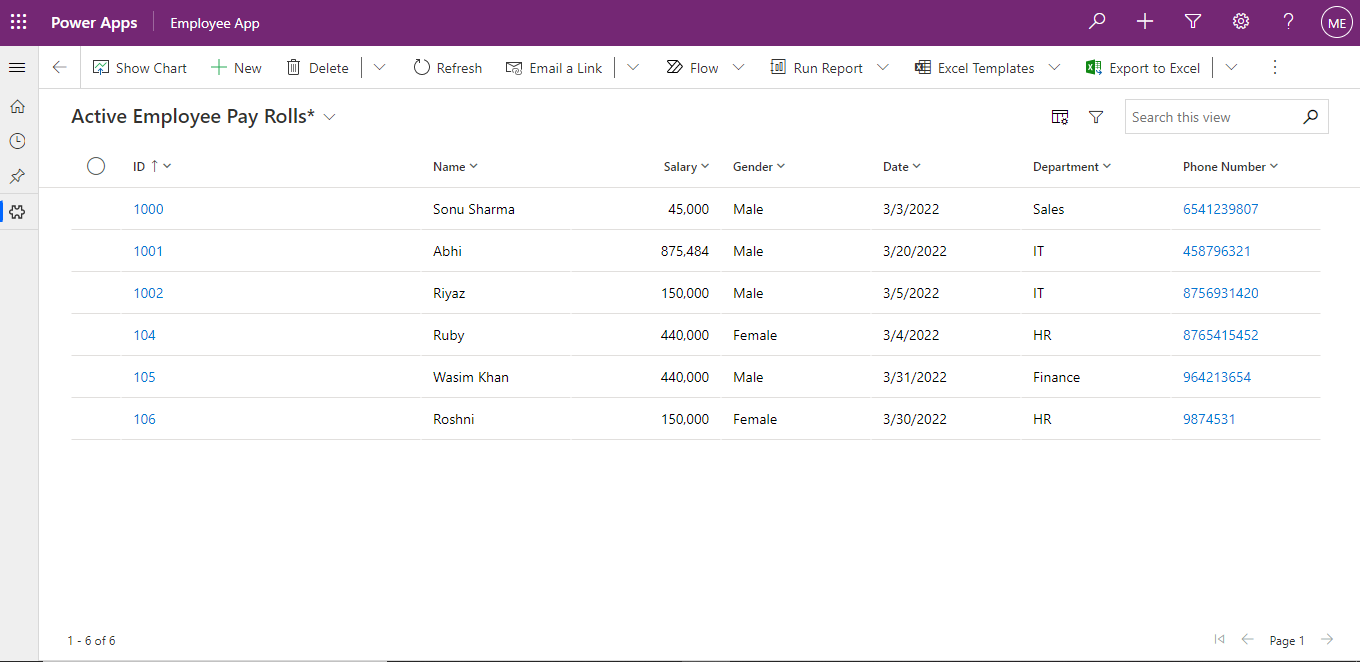 Power Apps Employee App ME
Show Chart New Delete Refresh Email a Link Flow Run Report Excel Templates Export to Excel
Active Employee Pay Rolls* Search this view
ID Name Salary Gender Date Department Phone Number
1000 Sonu Sharma 45,000 Male 3/3/2022 Sales 6541239807
1001 Abhi 875,484 Male 3/20/2022 IT 458796321
1002 Riyaz 150,000 Male 3/5/2022 IT 8756931420
104 Ruby 440,000 Female 3/4/2022 HR 8765415452
105 Wasim Khan 440,000 Male 3/31/2022 Finance 964213654
106 Roshni 150,000 Female 3/30/2022 HR 9874531
1 - 6 of 6 Page 1